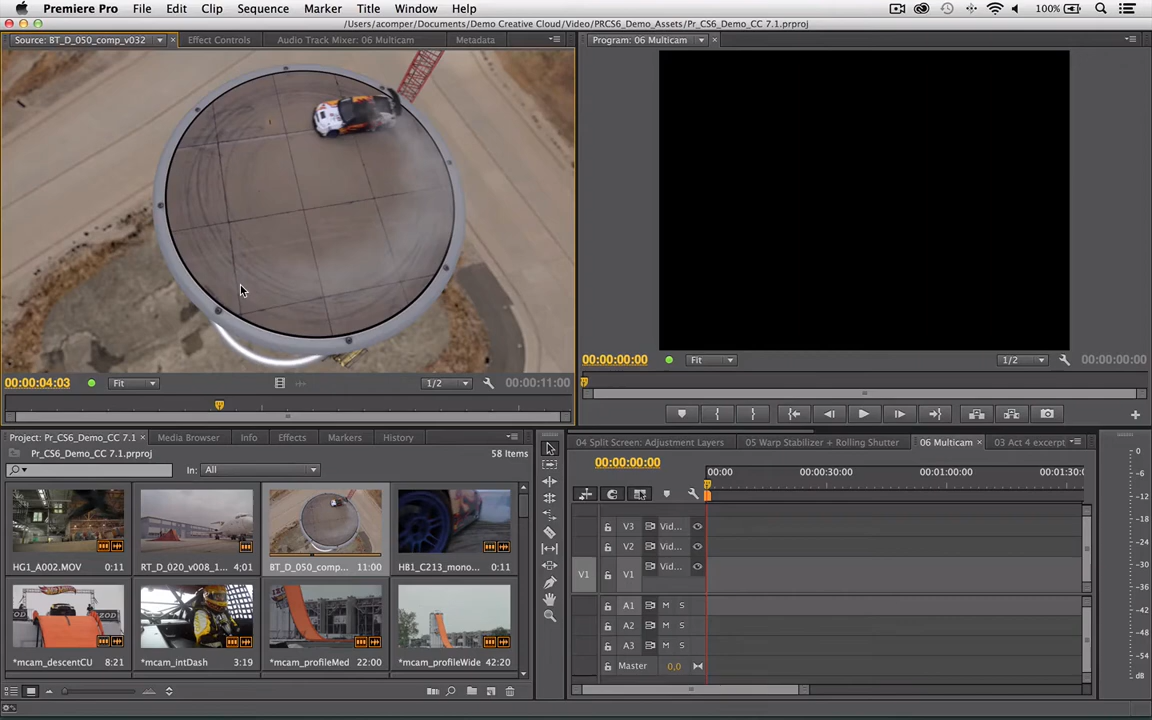 Premiere Pro File Edit Clip Sequence Marker Title Window Help 100%
/Users/acomper/Documents/Demo Creative Cloud/Video/PRCS6_Demo_Assets/Pr_CS6_Demo_CC 7.1.prproj
Source: BT_D_050_comp_v032 Effect Controls Audio Track Mixer: 06 Multicam Metadata
Program: 06 Multicam
00:00:00:00 Fit 1/2 00:00:00:00
00:00:04:03 Fit 1/2 00:00:11:00
Project: Pr_CS6_Demo_CC 7.1 Media Browser Info Effects Markers History
Pr_CS6_Demo_CC 7.1.prproj 58 Items
In: All
HG1_A002.MOV 0:11 RT_D_020_v008_1... 4;01 BT_D_050_comp... 11:00 HB1_C213_mono... 0:11
*mcam_descentCU 8:21 *mcam_intDash 3:19 *mcam_profileMed 22:00 *mcam_profileWide 42:20
04 Split Screen: Adjustment Layers 05 Warp Stabilizer + Rolling Shutter 06 Multicam 03 Act 4 excerpt
00:00:00:00
00:00 00:00:30:00 00:01:00:00 00:01:30:0
V3 Vid...
V2 Vid...
V1 V1 Vid...
A1 M S
A2 M S
A3 M S
Master 0,0
0
-6
-12
-18
-24
-30
-36
-42
-48
-54
dB